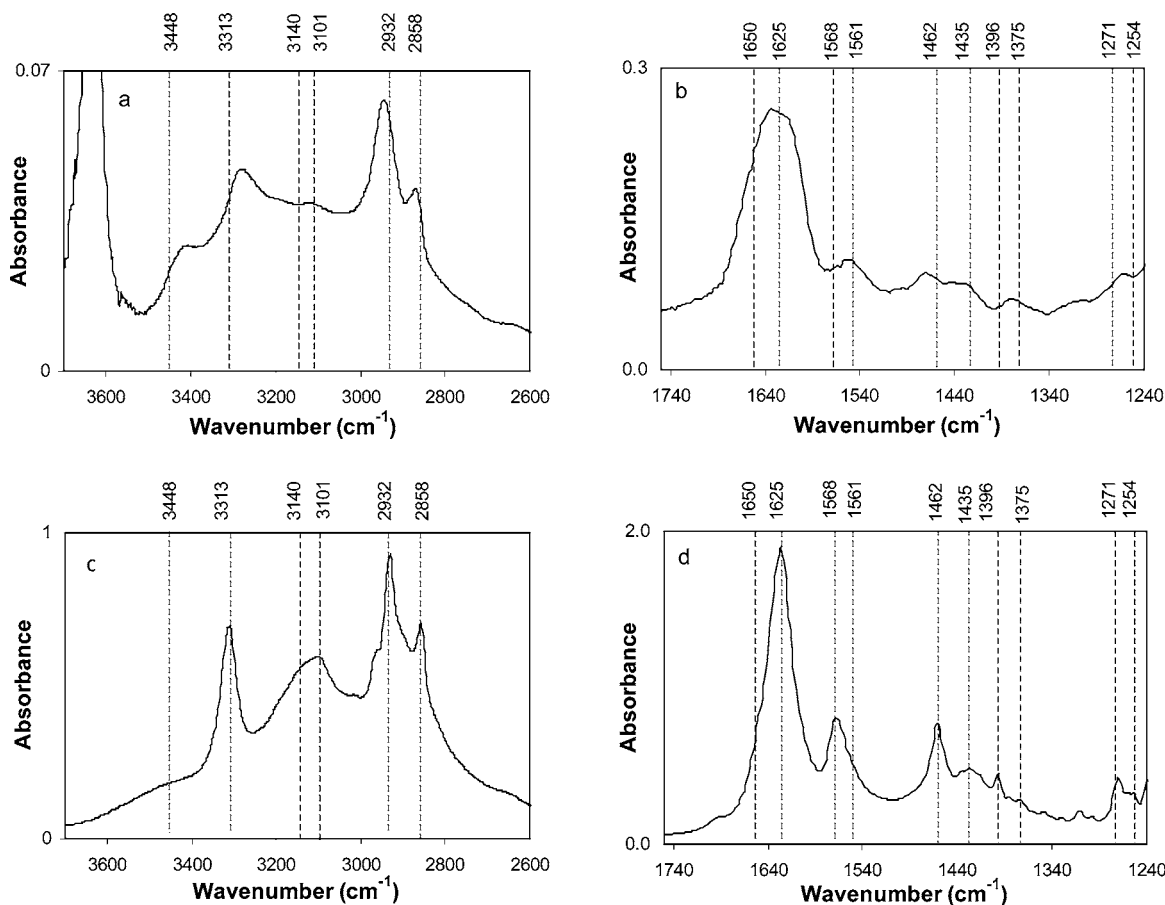 3448 3313 3140 3101 2932 2858
0.07
a
Absorbance
0
3600 3400 3200 3000 2800 2600
Wavenumber (cm-1)
1650 1625 1568 1561 1462 1435 1396 1375 1271 1254
0.3
b
Absorbance
0.0
1740 1640 1540 1440 1340 1240
Wavenumber (cm-1)
3448 3313 3140 3101 2932 2858
1
c
Absorbance
0
3600 3400 3200 3000 2800 2600
Wavenumber (cm-1)
1650 1625 1568 1561 1462 1435 1396 1375 1271 1254
2.0
d
Absorbance
0.0
1740 1640 1540 1440 1340 1240
Wavenumber (cm-1)